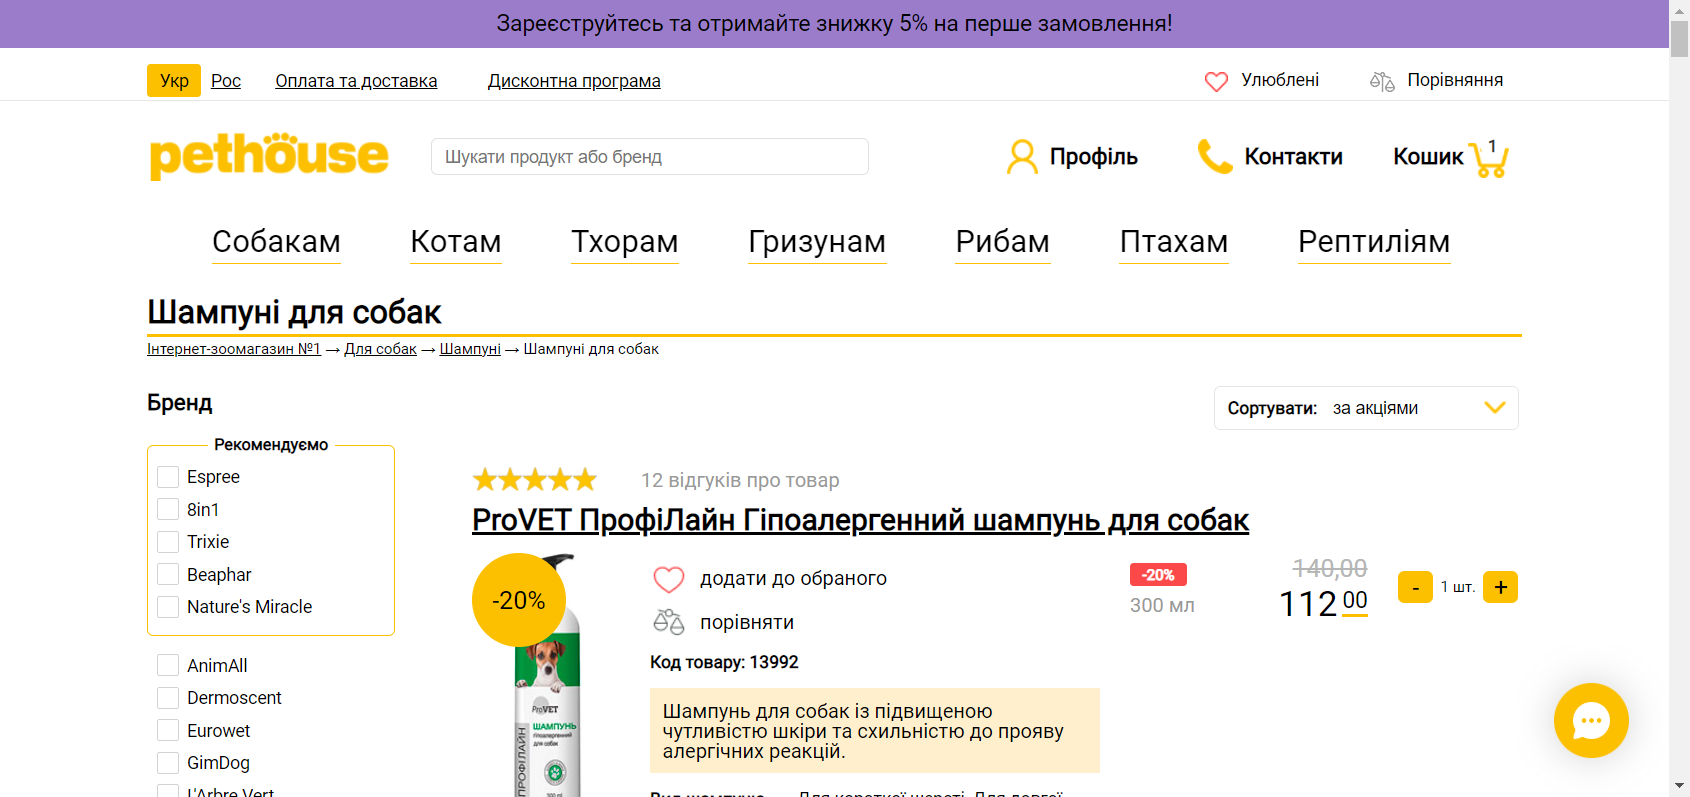 Зареєструйтесь та отримайте знижку 5% на перше замовлення!
Укр Рос Оплата та доставка Дисконтна програма Улюблені Порівняння
pethouse Шукати продукт або бренд Профіль Контакти Кошик 1
Собакам Котам Тхорам Гризунам Рибам Птахам Рептиліям
Шампуні для собак
Інтернет-зоомагазин №1 → Для собак → Шампуні → Шампуні для собак
Бренд
Сортувати: за акціями
Рекомендуємо
Espree
8in1
Trixie
Beaphar
Nature's Miracle
AnimAll
Dermoscent
Eurowet
GimDog
L'Arbre Vert
12 відгуків про товар
ProVET ПрофіЛайн Гіпоалергенний шампунь для собак
-20%
ProVET
ШАМПУНЬ
гіпоалергенний
для собак
ПРОФІЛАЙН
300 мл
додати до обраного
порівняти
Код товару: 13992
-20%
300 мл
140,00
112 00
- 1 шт. +
Шампунь для собак із підвищеною
чутливістю шкіри та схильністю до прояву
алергічних реакцій.